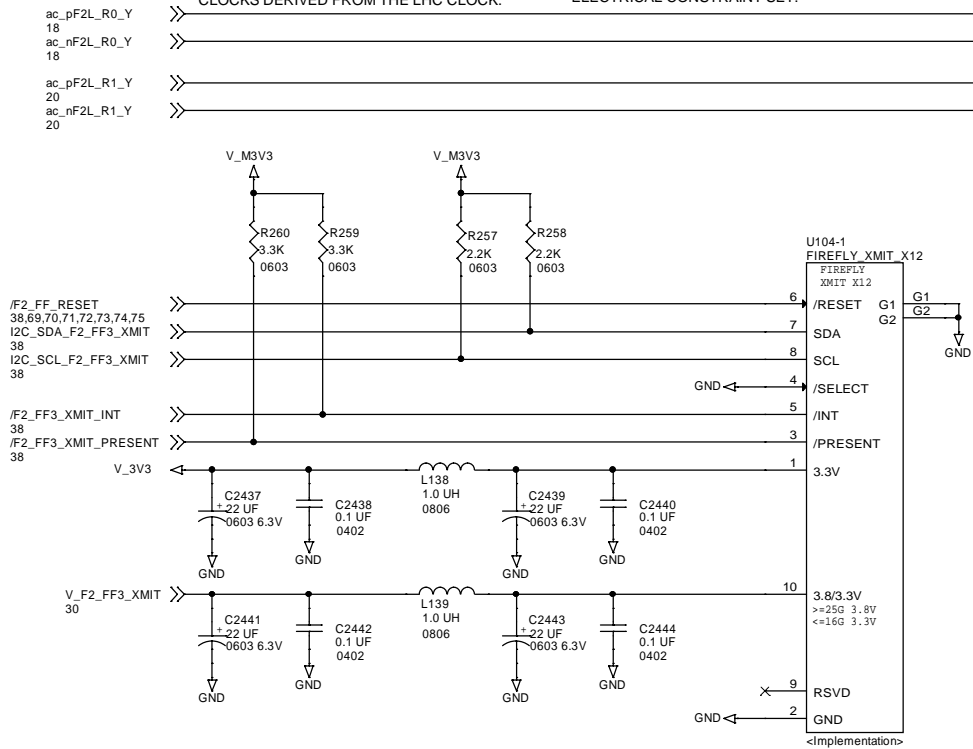 CLOCKS DERIVED FROM THE LHC CLOCK.
ELECTRICAL CONSTRAINT SET.
ac_pF2L_R0_Y
18
ac_nF2L_R0_Y
18
ac_pF2L_R1_Y
20
ac_nF2L_R1_Y
20
V_M3V3
V_M3V3
R260
3.3K
0603
R259
3.3K
0603
R257
2.2K
0603
R258
2.2K
0603
U104-1
FIREFLY_XMIT_X12
FIREFLY
XMIT X12
/F2_FF_RESET
38,69,70,71,72,73,74,75
6
/RESET
G1
G1
G2
G2
GND
I2C_SDA_F2_FF3_XMIT
38
7
SDA
I2C_SCL_F2_FF3_XMIT
38
8
SCL
GND
4
/SELECT
/F2_FF3_XMIT_INT
38
5
/INT
/F2_FF3_XMIT_PRESENT
38
3
/PRESENT
V_3V3
1
3.3V
L138
1.0 UH
0806
C2437
+
22 UF
0603 6.3V
GND
C2438
0.1 UF
0402
GND
C2439
+
22 UF
0603 6.3V
GND
C2440
0.1 UF
0402
GND
V_F2_FF3_XMIT
30
10
3.8/3.3V
>=25G 3.8V
<=16G 3.3V
L139
1.0 UH
0806
C2441
+
22 UF
0603 6.3V
GND
C2442
0.1 UF
0402
GND
C2443
+
22 UF
0603 6.3V
GND
C2444
0.1 UF
0402
GND
9
RSVD
GND
2
GND
<Implementation>